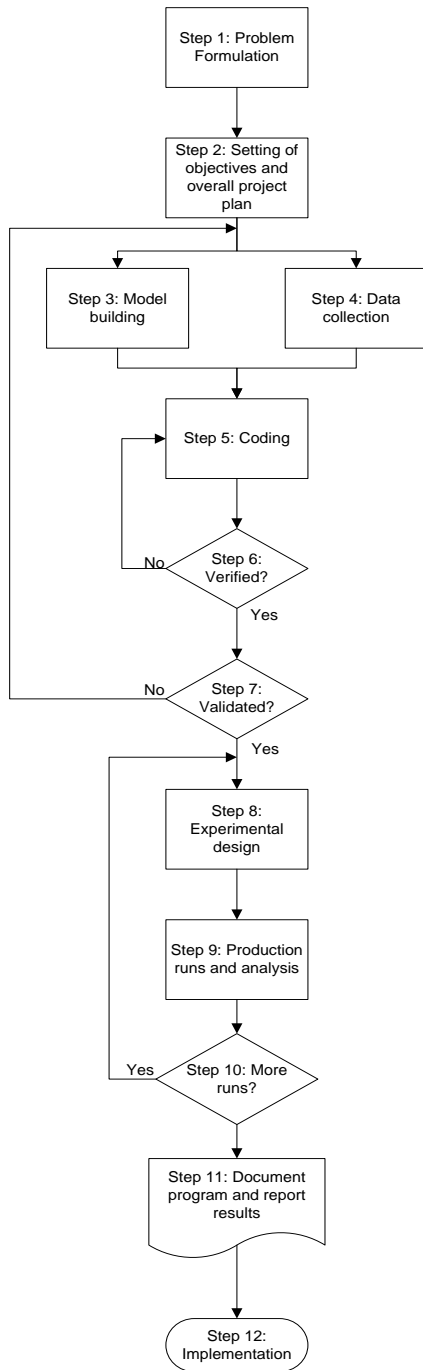 Step 1: Problem
Formulation
Step 2: Setting of
objectives and
overall project
plan
Step 3: Model
building
Step 4: Data
collection
Step 5: Coding
Step 6:
Verified?
No
Yes
Step 7:
Validated?
No
Yes
Step 8:
Experimental
design
Step 9: Production
runs and analysis
Step 10: More
runs?
Yes
Step 11: Document
program and report
results
Step 12:
Implementation